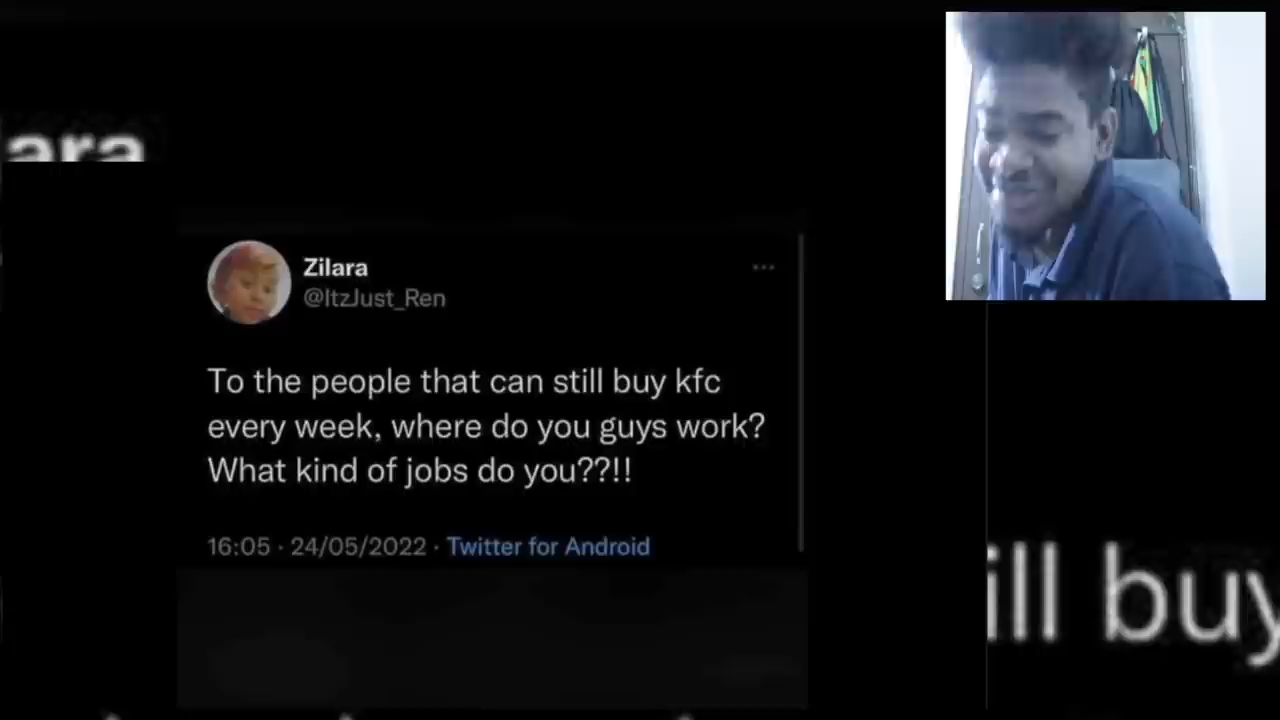 ara
Zilara
@ItzJust_Ren
To the people that can still buy kfc
every week, where do you guys work?
What kind of jobs do you??!!
16:05 · 24/05/2022 · Twitter for Android
ill buy